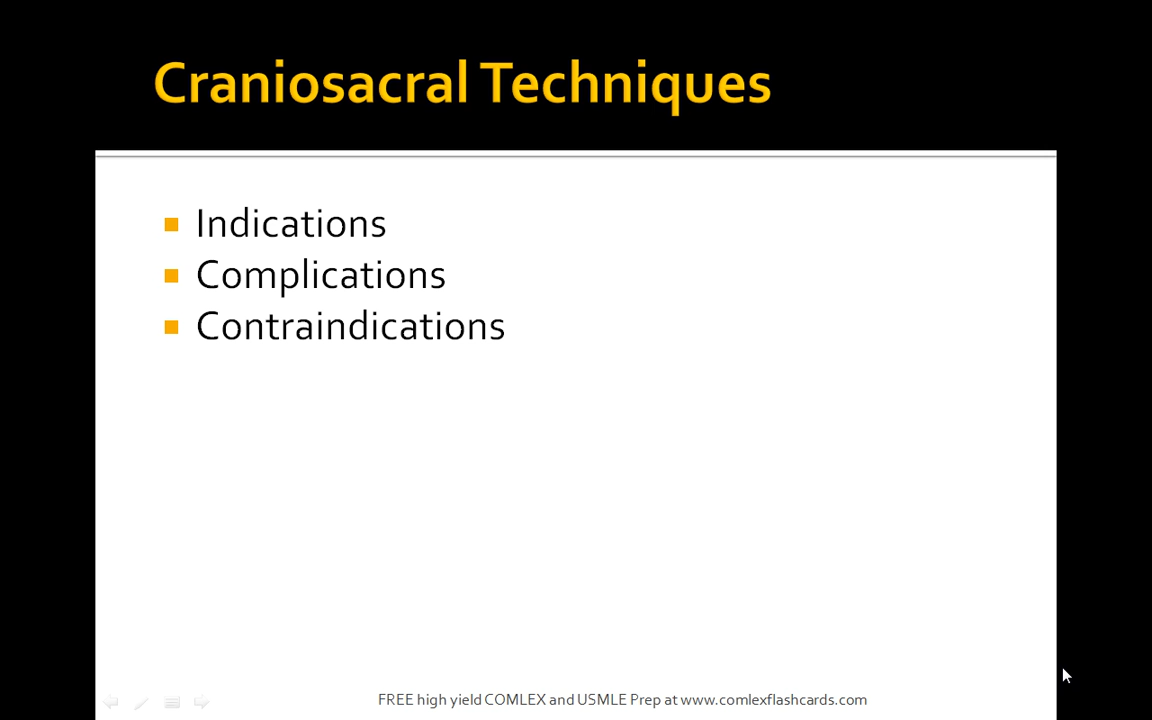 Craniosacral Techniques
Indications
Complications
Contraindications
FREE high yield COMLEX and USMLE Prep at www.comlexflashcards.com